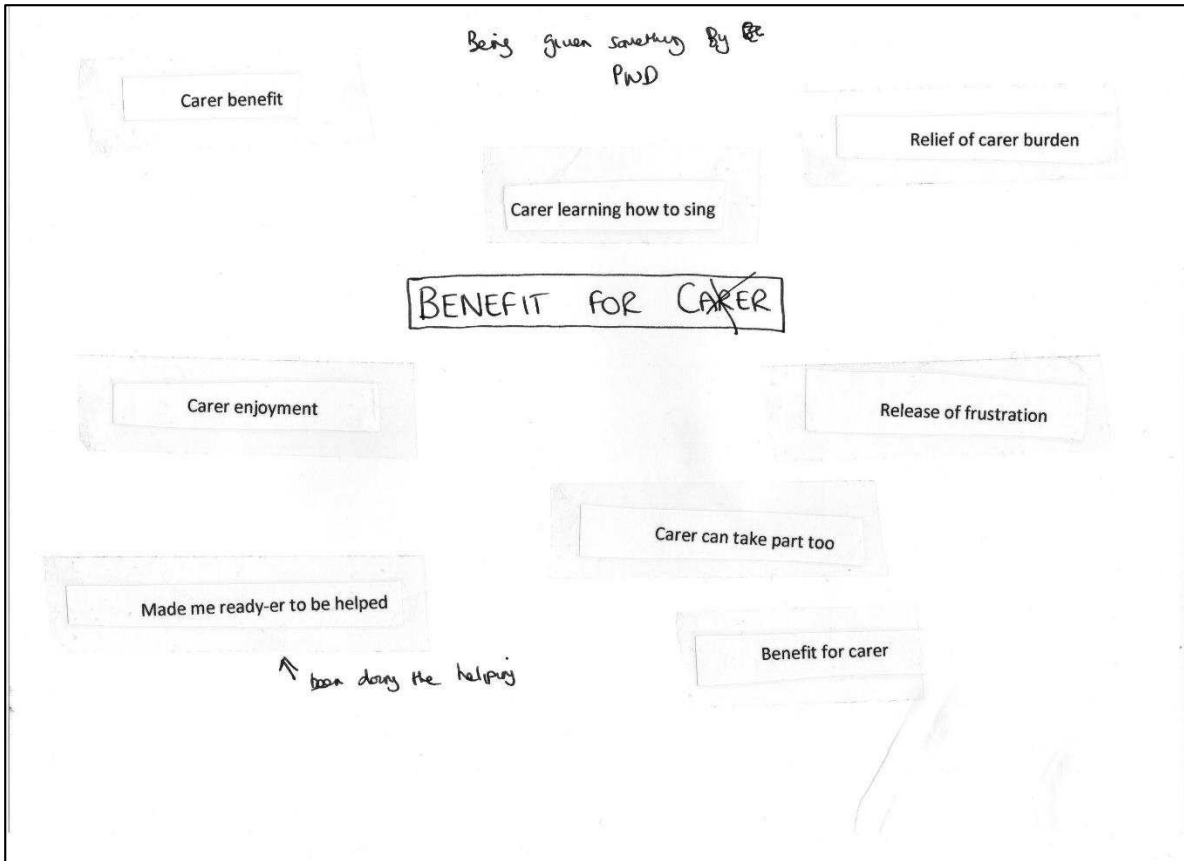 Being given something By
PWD
Carer benefit
Relief of carer burden
Carer learning how to sing
BENEFIT FOR CARER
Carer enjoyment
Release of frustration
Carer can take part too
Made me ready-er to be helped
Benefit for carer
↑ been doing the helping